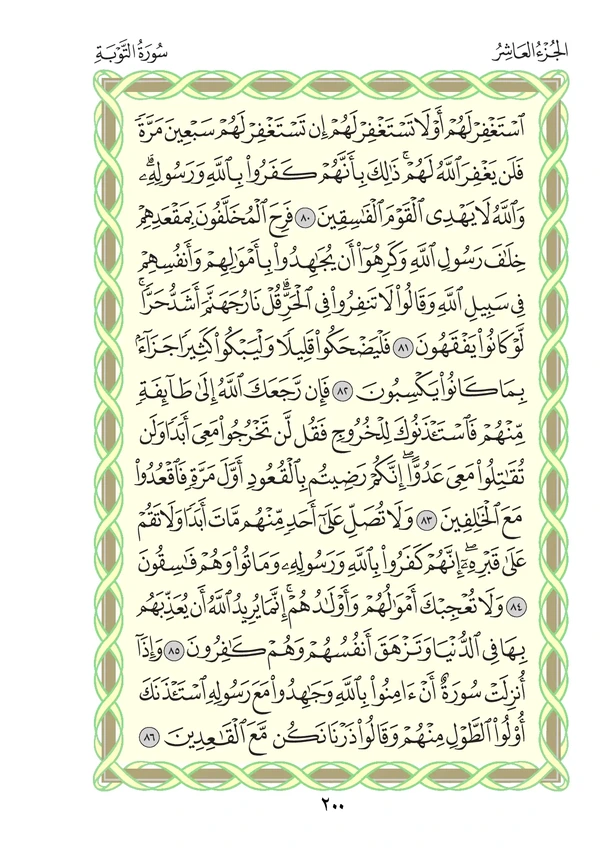 الجُزْءُ العَاشِرُ
سُورَةُ التَّوْبَةِ
ٱسْتَغْفِرْ لَهُمْ أَوْ لَا تَسْتَغْفِرْ لَهُمْ إِن تَسْتَغْفِرْ لَهُمْ سَبْعِينَ مَرَّةً
فَلَن يَغْفِرَ ٱللَّهُ لَهُمْ ۚ ذَٰلِكَ بِأَنَّهُمْ كَفَرُوا۟ بِٱللَّهِ وَرَسُولِهِۦ ۗ
وَٱللَّهُ لَا يَهْدِى ٱلْقَوْمَ ٱلْفَـٰسِقِينَ ٨٠ فَرِحَ ٱلْمُخَلَّفُونَ بِمَقْعَدِهِمْ
خِلَـٰفَ رَسُولِ ٱللَّهِ وَكَرِهُوٓا۟ أَن يُجَـٰهِدُوا۟ بِأَمْوَٰلِهِمْ وَأَنفُسِهِمْ
فِى سَبِيلِ ٱللَّهِ وَقَالُوا۟ لَا تَنفِرُوا۟ فِى ٱلْحَرِّ ۗ قُلْ نَارُ جَهَنَّمَ أَشَدُّ حَرًّا ۚ
لَّوْ كَانُوا۟ يَفْقَهُونَ ٨١ فَلْيَضْحَكُوا۟ قَلِيلًا وَلْيَبْكُوا۟ كَثِيرًا جَزَآءًۢ
بِمَا كَانُوا۟ يَكْسِبُونَ ٨٢ فَإِن رَّجَعَكَ ٱللَّهُ إِلَىٰ طَآئِفَةٍ
مِّنْهُمْ فَٱسْتَـْٔذَنُوكَ لِلْخُرُوجِ فَقُل لَّن تَخْرُجُوا۟ مَعِىَ أَبَدًا وَلَن
تُقَـٰتِلُوا۟ مَعِىَ عَدُوًّا ۖ إِنَّكُمْ رَضِيتُم بِٱلْقُعُودِ أَوَّلَ مَرَّةٍ فَٱقْعُدُوا۟
مَعَ ٱلْخَـٰلِفِينَ ٨٣ وَلَا تُصَلِّ عَلَىٰٓ أَحَدٍ مِّنْهُم مَّاتَ أَبَدًا وَلَا تَقُمْ
عَلَىٰ قَبْرِهِۦٓ ۖ إِنَّهُمْ كَفَرُوا۟ بِٱللَّهِ وَرَسُولِهِۦ وَمَاتُوا۟ وَهُمْ فَـٰسِقُونَ
٨٤ وَلَا تُعْجِبْكَ أَمْوَٰلُهُمْ وَأَوْلَـٰدُهُمْ ۚ إِنَّمَا يُرِيدُ ٱللَّهُ أَن يُعَذِّبَهُم
بِهَا فِى ٱلدُّنْيَا وَتَزْهَقَ أَنفُسُهُمْ وَهُمْ كَـٰفِرُونَ ٨٥ وَإِذَآ
أُنزِلَتْ سُورَةٌ أَنْ ءَامِنُوا۟ بِٱللَّهِ وَجَـٰهِدُوا۟ مَعَ رَسُولِهِ ٱسْتَـْٔذَنَكَ
أُو۟لُوا۟ ٱلطَّوْلِ مِنْهُمْ وَقَالُوا۟ ذَرْنَا نَكُن مَّعَ ٱلْقَـٰعِدِينَ ٨٦
٢٠٠